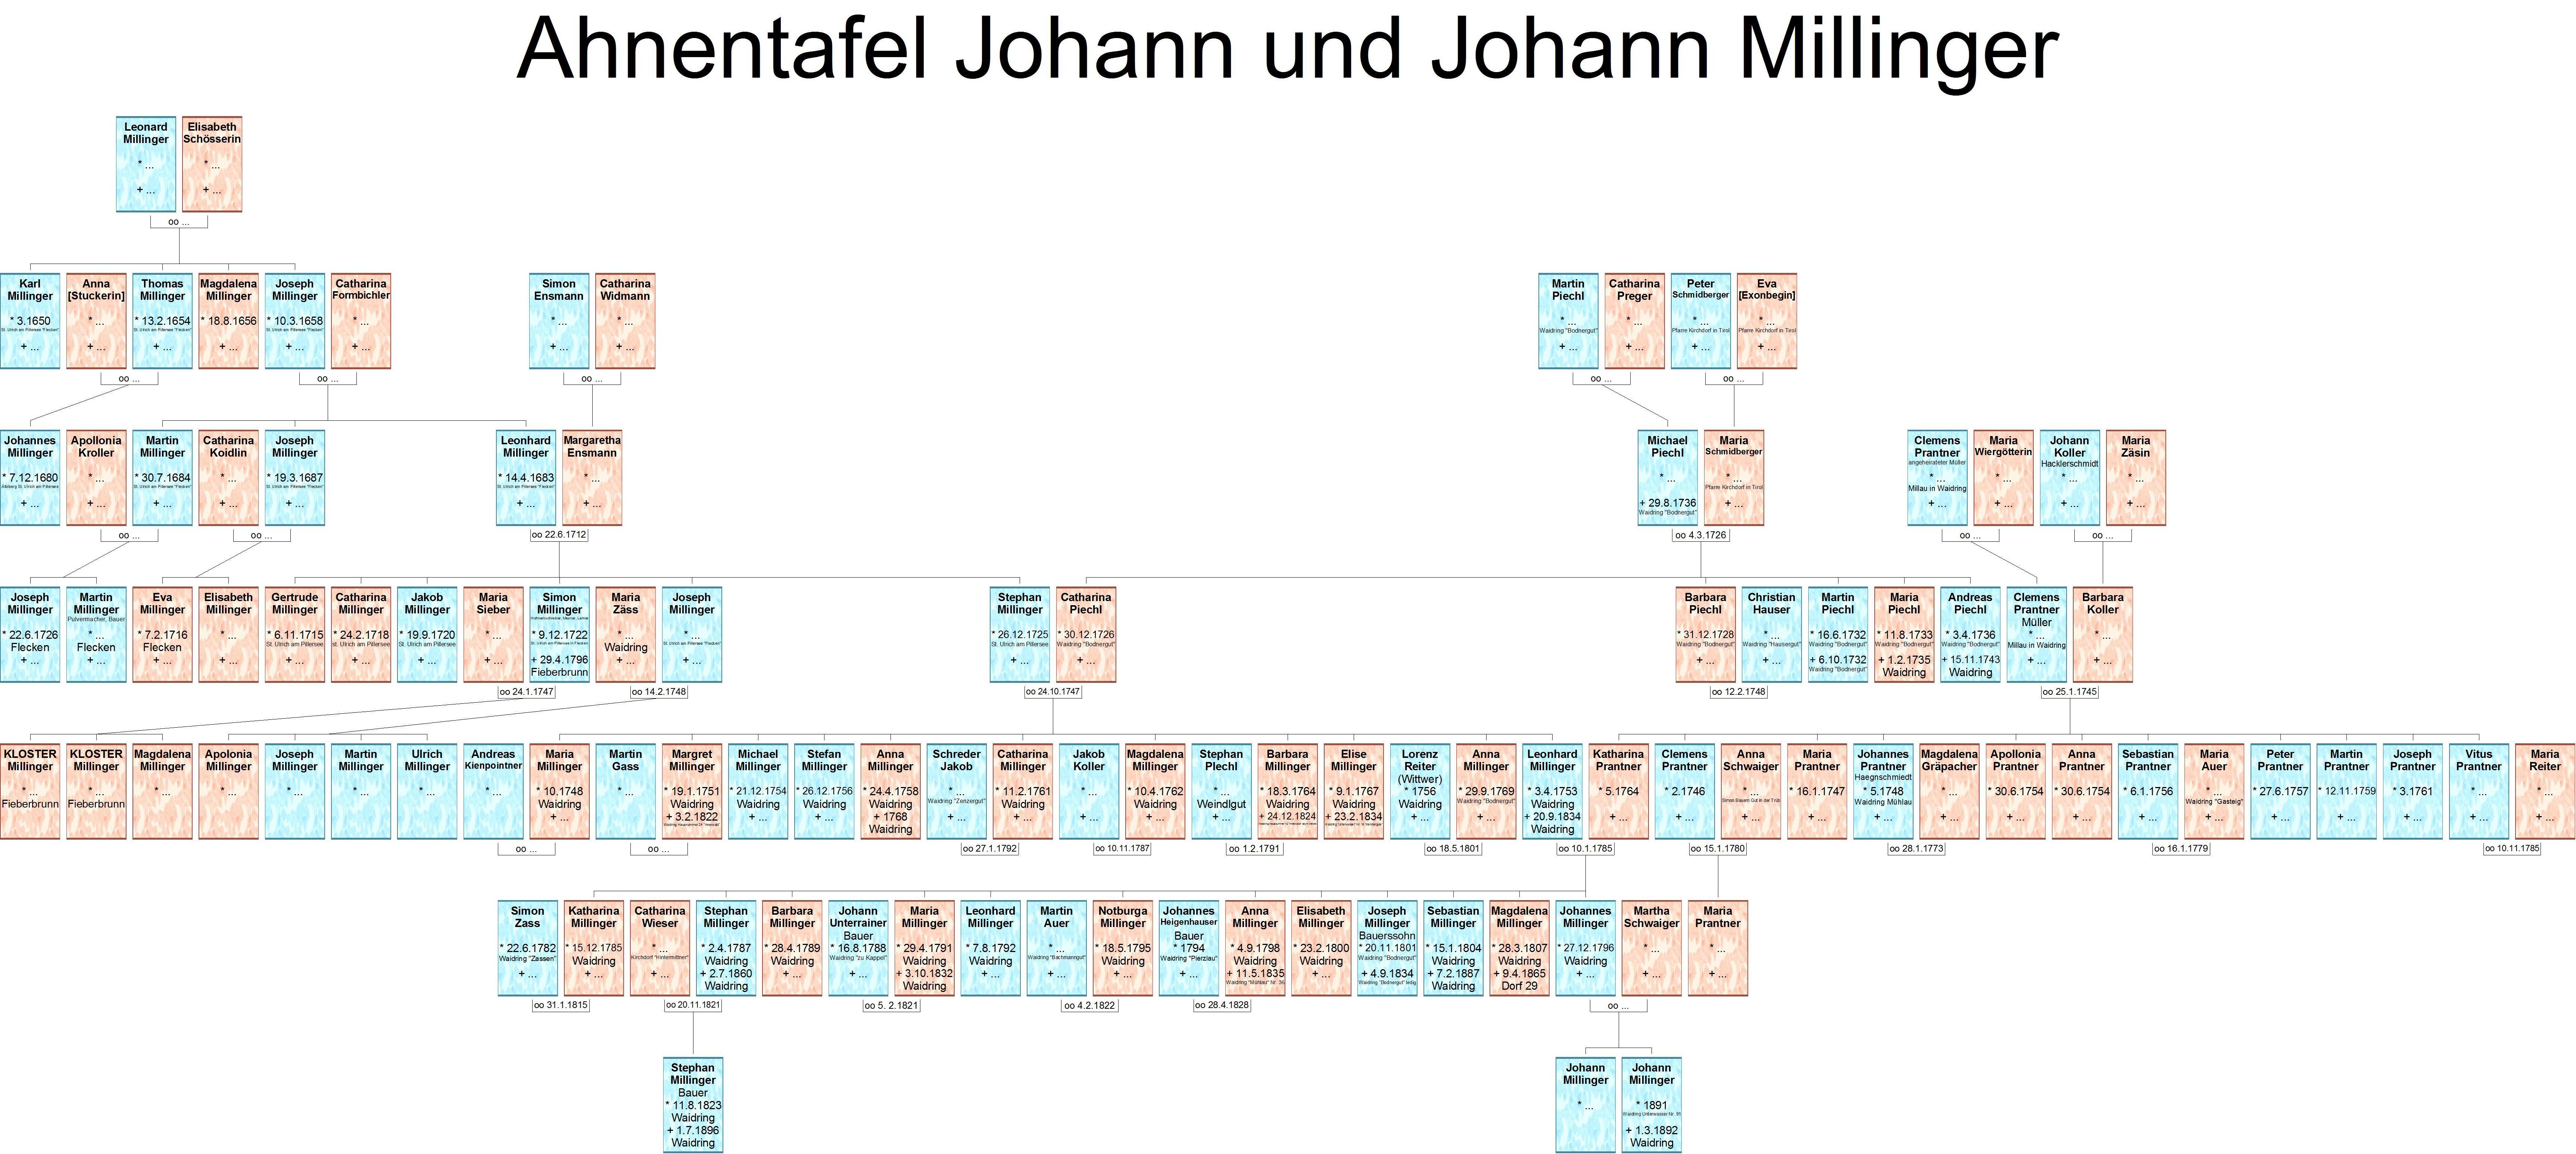 Ahnentafel Johann und Johann Millinger
Leonard
Millinger
* ...
+ ...
Elisabeth
Schösserin
* ...
+ ...
oo ...
Karl
Millinger
* 3.1650
St. Ulrich am Pillersee "Flecken"
+ ...
Anna
[Stuckerin]
* ...
+ ...
Thomas
Millinger
* 13.2.1654
St. Ulrich am Pillersee "Flecken"
+ ...
Magdalena
Millinger
* 18.8.1656
+ ...
Joseph
Millinger
* 10.3.1658
St. Ulrich am Pillersee "Flecken"
+ ...
Catharina
Formbichler
* ...
+ ...
Simon
Ensmann
* ...
+ ...
Catharina
Widmann
* ...
+ ...
Martin
Piechl
* ...
Waidring "Bodnergut"
+ ...
Catharina
Preger
* ...
+ ...
Peter
Schmidberger
* ...
Pfarre Kirchdorf in Tirol
+ ...
Eva
[Exonbegin]
* ...
Pfarre Kirchdorf in Tirol
+ ...
oo ...
oo ...
oo ...
oo ...
oo ...
Johannes
Millinger
* 7.12.1680
St. Ulrich am Pillersee
+ ...
Apollonia
Kroller
* ...
+ ...
Martin
Millinger
* 30.7.1684
St. Ulrich am Pillersee "Flecken"
+ ...
Catharina
Koidlin
* ...
+ ...
Joseph
Millinger
* 19.3.1687
St. Ulrich am Pillersee "Flecken"
+ ...
Leonhard
Millinger
* 14.4.1683
St. Ulrich am Pillersee "Flecken"
+ ...
Margaretha
Ensmann
* ...
+ ...
Michael
Piechl
* ...
+ 29.8.1736
Waidring "Bodnergut"
Maria
Schmidberger
* ...
Pfarre Kirchdorf in Tirol
+ ...
Clemens
Prantner
angeheirateter Müller
* ...
Millau in Waidring
+ ...
Maria
Wiergötterin
* ...
+ ...
Johann
Koller
Hacklerschmidt
* ...
+ ...
Maria
Zäsin
* ...
+ ...
oo ...
oo ...
oo 22.6.1712
oo 4.3.1726
oo ...
oo ...
Joseph
Millinger
* 22.6.1726
Flecken
+ ...
Martin
Millinger
Pulvermacher, Bauer
* ...
Flecken
+ ...
Eva
Millinger
* 7.2.1716
Flecken
+ ...
Elisabeth
Millinger
* ...
+ ...
Gertrude
Millinger
* 6.11.1715
St. Ulrich am Pillersee
+ ...
Catharina
Millinger
* 24.2.1718
St. Ulrich am Pillersee
+ ...
Jakob
Millinger
* 19.9.1720
St. Ulrich am Pillersee
+ ...
Maria
Sieber
* ...
+ ...
Simon
Millinger
* 9.12.1722
+ 29.4.1796
Fieberbrunn
Maria
Zäss
* ...
Waidring
+ ...
Joseph
Millinger
* ...
St. Ulrich am Pillersee "Flecken"
+ ...
Stephan
Millinger
* 26.12.1725
St. Ulrich am Pillersee
+ ...
Catharina
Piechl
* 30.12.1726
Waidring "Bodnergut"
+ ...
Barbara
Piechl
* 31.12.1728
Waidring "Bodnergut"
+ ...
Christian
Hauser
* ...
Waidring "Hausergut"
+ ...
Martin
Piechl
* 16.6.1732
Waidring "Bodnergut"
+ 6.10.1732
Waidring "Bodnergut"
Maria
Piechl
* 11.8.1733
Waidring "Bodnergut"
+ 1.2.1735
Waidring
Andreas
Piechl
* 3.4.1736
Waidring "Bodnergut"
+ 15.11.1743
Waidring
Clemens
Prantner
Müller
* ...
Millau in Waidring
+ ...
Barbara
Koller
* ...
+ ...
oo 24.1.1747
oo 14.2.1748
oo 24.10.1747
oo 12.2.1748
oo 25.1.1745
KLOSTER
Millinger
* ...
Fieberbrunn
KLOSTER
Millinger
* ...
Fieberbrunn
Magdalena
Millinger
* ...
Apolonia
Millinger
* ...
Joseph
Millinger
* ...
Martin
Millinger
* ...
Ulrich
Millinger
* ...
Andreas
Kienpointner
* ...
Maria
Millinger
* 10.1748
Waidring
+ ...
Martin
Gass
* ...
Margret
Millinger
* 19.1.1751
Waidring
+ 3.2.1822
Michael
Millinger
* 21.12.1754
Waidring
+ ...
Stefan
Millinger
* 26.12.1756
Waidring
+ ...
Anna
Millinger
* 24.4.1758
Waidring
+ 1768
Waidring
Schreder
Jakob
* ...
Waidring "Zenzergut"
+ ...
Catharina
Millinger
* 11.2.1761
Waidring
+ ...
Jakob
Koller
* ...
+ ...
Magdalena
Millinger
* 10.4.1762
Waidring
+ ...
Stephan
Plechl
* ...
Weindlgut
+ ...
Barbara
Millinger
* 18.3.1764
Waidring
+ 24.12.1824
Elise
Millinger
* 9.1.1767
Waidring
+ 23.2.1834
Lorenz
Reiter
(Wittwer)
* 1756
Waidring
+ ...
Anna
Millinger
* 29.9.1769
Waidring "Bodnergut"
+ ...
Leonhard
Millinger
* 3.4.1753
Waidring
+ 20.9.1834
Waidring
Katharina
Prantner
* 5.1764
+ ...
Clemens
Prantner
* 2.1746
+ ...
Anna
Schwaiger
* ...
+ ...
Maria
Prantner
* 16.1.1747
+ ...
Johannes
Prantner
Haegnschmiedt
* 5.1748
Waidring Mühlau
+ ...
Magdalena
Gräpacher
* ...
+ ...
Apollonia
Prantner
* 30.6.1754
+ ...
Anna
Prantner
* 30.6.1754
+ ...
Sebastian
Prantner
* 6.1.1756
+ ...
Maria
Auer
* ...
Waidring "Gasteig"
+ ...
Peter
Prantner
* 27.6.1757
+ ...
Martin
Prantner
* 12.11.1759
+ ...
Joseph
Prantner
* 3.1761
+ ...
Vitus
Prantner
* ...
+ ...
Maria
Reiter
* ...
+ ...
oo ...
oo ...
oo 27.1.1792
oo 10.11.1787
oo 1.2.1791
oo 18.5.1801
oo 10.1.1785
oo 15.1.1780
oo 28.1.1773
oo 16.1.1779
oo 10.11.1785
Simon
Zass
* 22.6.1782
Waidring "Zassen"
+ ...
Katharina
Millinger
* 15.12.1785
Waidring
+ ...
Catharina
Wieser
* ...
Kirchdorf "Hintermittner"
+ ...
Stephan
Millinger
* 2.4.1787
Waidring
+ 2.7.1860
Waidring
Barbara
Millinger
* 28.4.1789
Waidring
+ ...
Johann
Unterrainer
Bauer
* 16.8.1788
Waidring "zu Kappel"
+ ...
Maria
Millinger
* 29.4.1791
Waidring
+ 3.10.1832
Waidring
Leonhard
Millinger
* 7.8.1792
Waidring
+ ...
Martin
Auer
* ...
Waidring "Bachmanngut"
+ ...
Notburga
Millinger
* 18.5.1795
Waidring
+ ...
Johannes
Heigenhauser
Bauer
* 1794
Waidring "Pierzlau"
+ ...
Anna
Millinger
* 4.9.1798
Waidring
+ 11.5.1835
Waidring "Mühlau" Nr. 36
Elisabeth
Millinger
* 23.2.1800
Waidring
+ ...
Joseph
Millinger
Bauerssohn
* 20.11.1801
Waidring "Bodnergut"
+ 4.9.1834
Waidring "Bodnergut" ledig
Sebastian
Millinger
* 15.1.1804
Waidring
+ 7.2.1887
Waidring
Magdalena
Millinger
* 28.3.1807
Waidring
+ 9.4.1865
Dorf 29
Johannes
Millinger
* 27.12.1796
Waidring
+ ...
Martha
Schwaiger
* ...
+ ...
Maria
Prantner
* ...
+ ...
oo 31.1.1815
oo 20.11.1821
oo 5. 2.1821
oo 4.2.1822
oo 28.4.1828
oo ...
Stephan
Millinger
Bauer
* 11.8.1823
Waidring
+ 1.7.1896
Waidring
Johann
Millinger
* ...
Johann
Millinger
* 1891
Waidring Unterwasser Nr. 81
+ 1.3.1892
Waidring